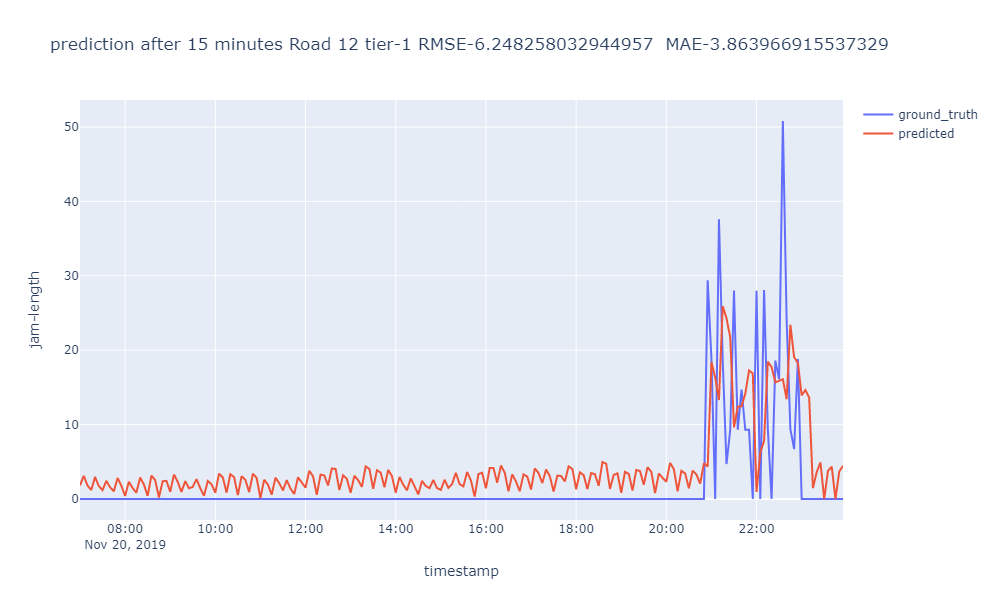 prediction after 15 minutes Road 12 tier-1 RMSE-6.248258032944957  MAE-3.863966915537329
ground_truth
predicted
50
40
30
20
10
0
jam-length
08:00 10:00 12:00 14:00 16:00 18:00 20:00 22:00
Nov 20, 2019
timestamp